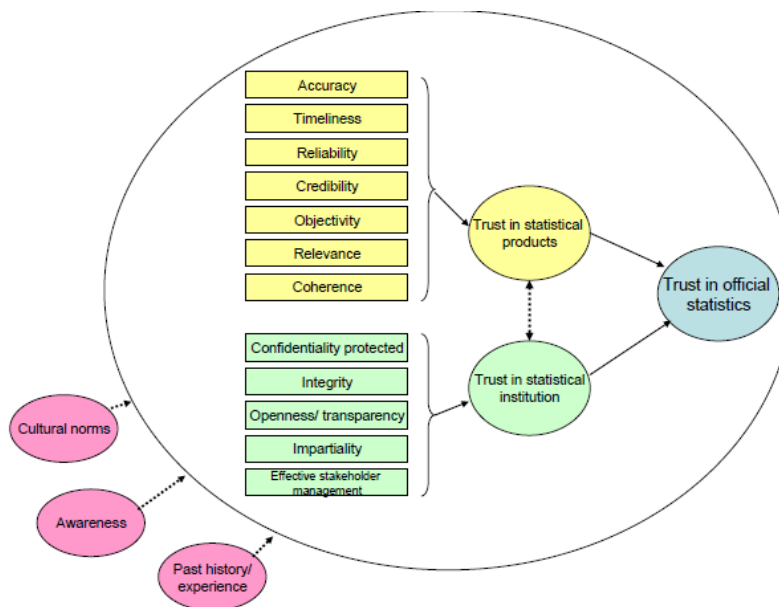 Accuracy
Timeliness
Reliability
Credibility
Objectivity
Relevance
Coherence
Trust in statistical
products
Trust in official
statistics
Confidentiality protected
Integrity
Openness/ transparency
Impartiality
Effective stakeholder
management
Trust in statistical
institution
Cultural norms
Awareness
Past history/
experience